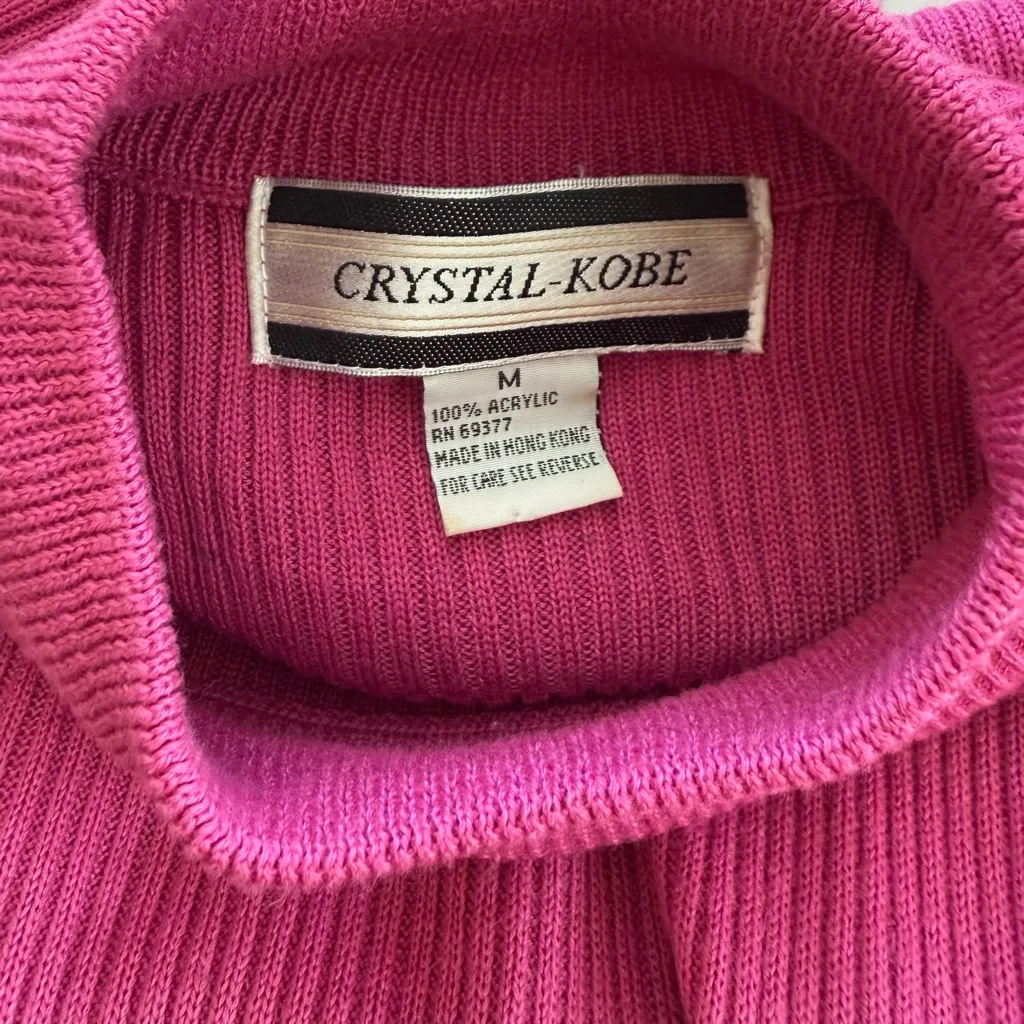 CRYSTAL-KOBE
M
100% ACRYLIC
RN 69377
MADE IN HONG KONG
FOR CARE SEE REVERSE